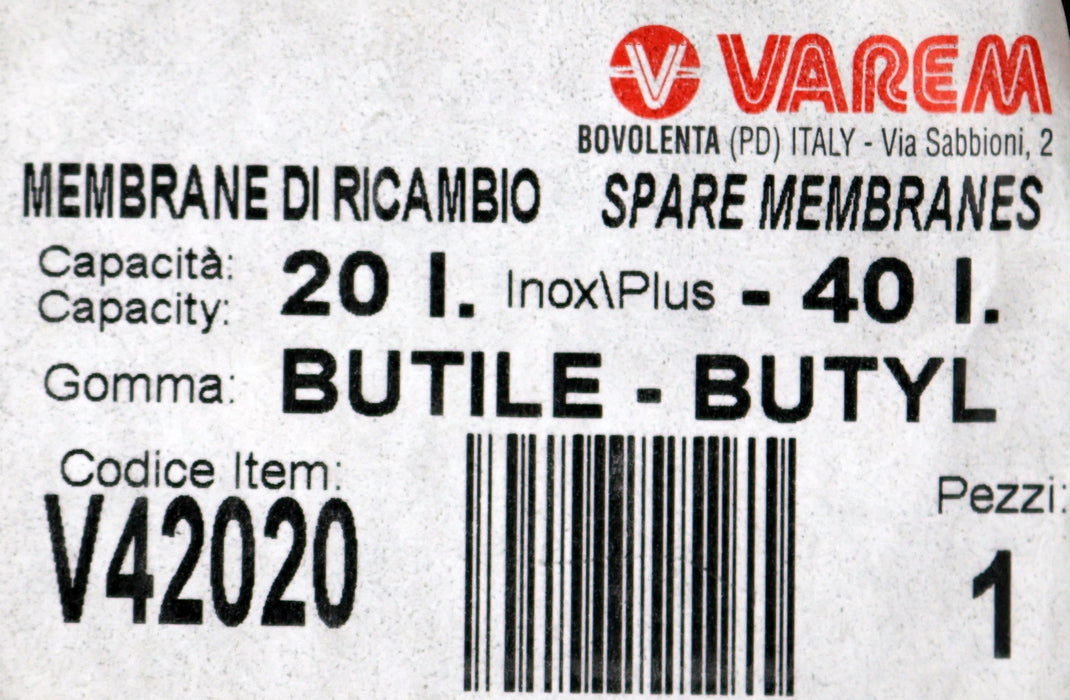 VAREM
BOVOLENTA (PD) ITALY - Via Sabbioni, 2
MEMBRANE DI RICAMBIO SPARE MEMBRANES
Capacità:
Capacity: 20 l. Inox\Plus - 40 l.
Gomma: BUTILE - BUTYL
Codice Item:
V42020
Pezzi:
1